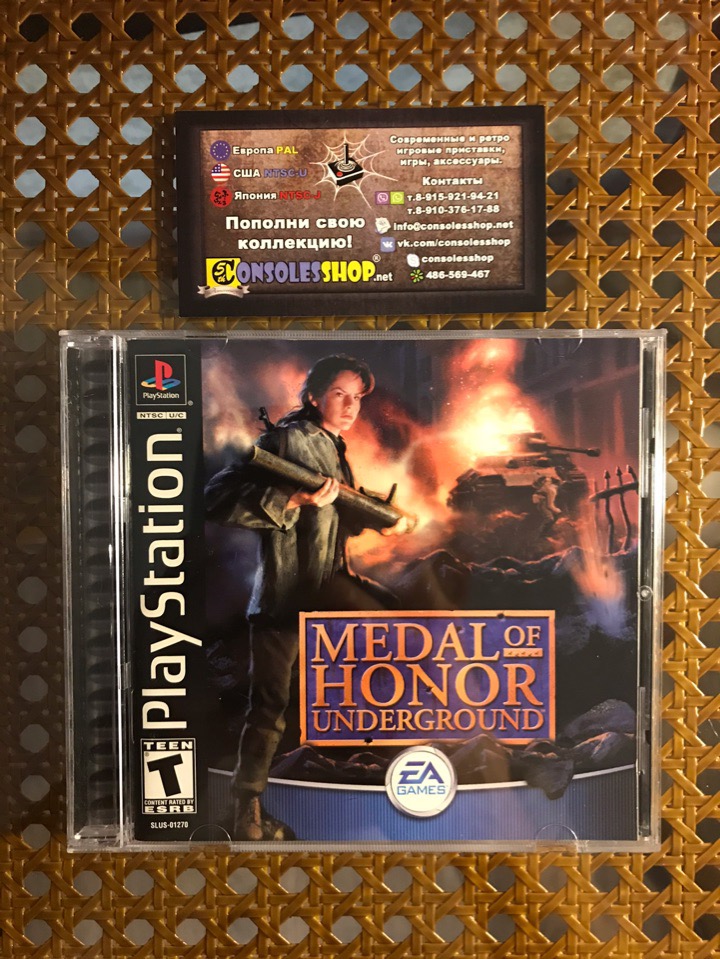 Европа PAL
США NTSC-U
Япония NTSC-J
Пополни свою
коллекцию!
CONSOLESSHOP.net
®
Современные и ретро
игровые приставки,
игры, аксессуары.
Контакты
т.8-915-921-94-21
т.8-910-376-17-88
info@consolesshop.net
vk.com/consolesshop
consolesshop
486-569-467
PlayStation
NTSC U/C
PlayStation®
TEEN
T
CONTENT RATED BY
ESRB
SLUS-01270
MEDAL OF
HONOR
UNDERGROUND
EA
GAMES